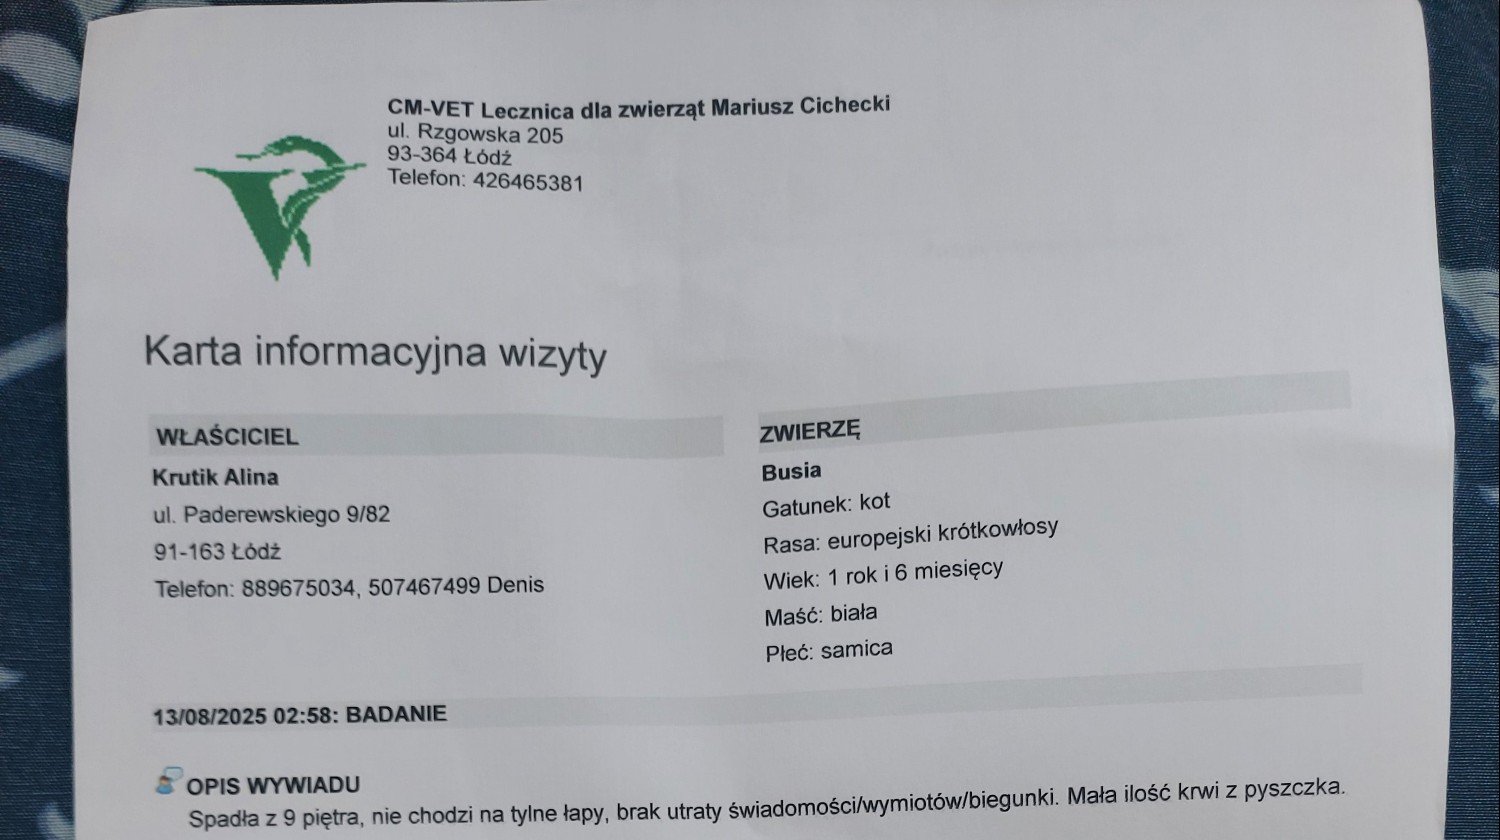 CM-VET Lecznica dla zwierząt Mariusz Cichecki
ul. Rzgowska 205
93-364 Łódź
Telefon: 426465381
Karta informacyjna wizyty
WŁAŚCICIEL
Krutik Alina
ul. Paderewskiego 9/82
91-163 Łódź
Telefon: 889675034, 507467499 Denis
ZWIERZĘ
Busia
Gatunek: kot
Rasa: europejski krótkowłosy
Wiek: 1 rok i 6 miesięcy
Maść: biała
Płeć: samica
13/08/2025 02:58: BADANIE
OPIS WYWIADU
Spadła z 9 piętra, nie chodzi na tylne łapy, brak utraty świadomości/wymiotów/biegunki. Mała ilość krwi z pyszczka.